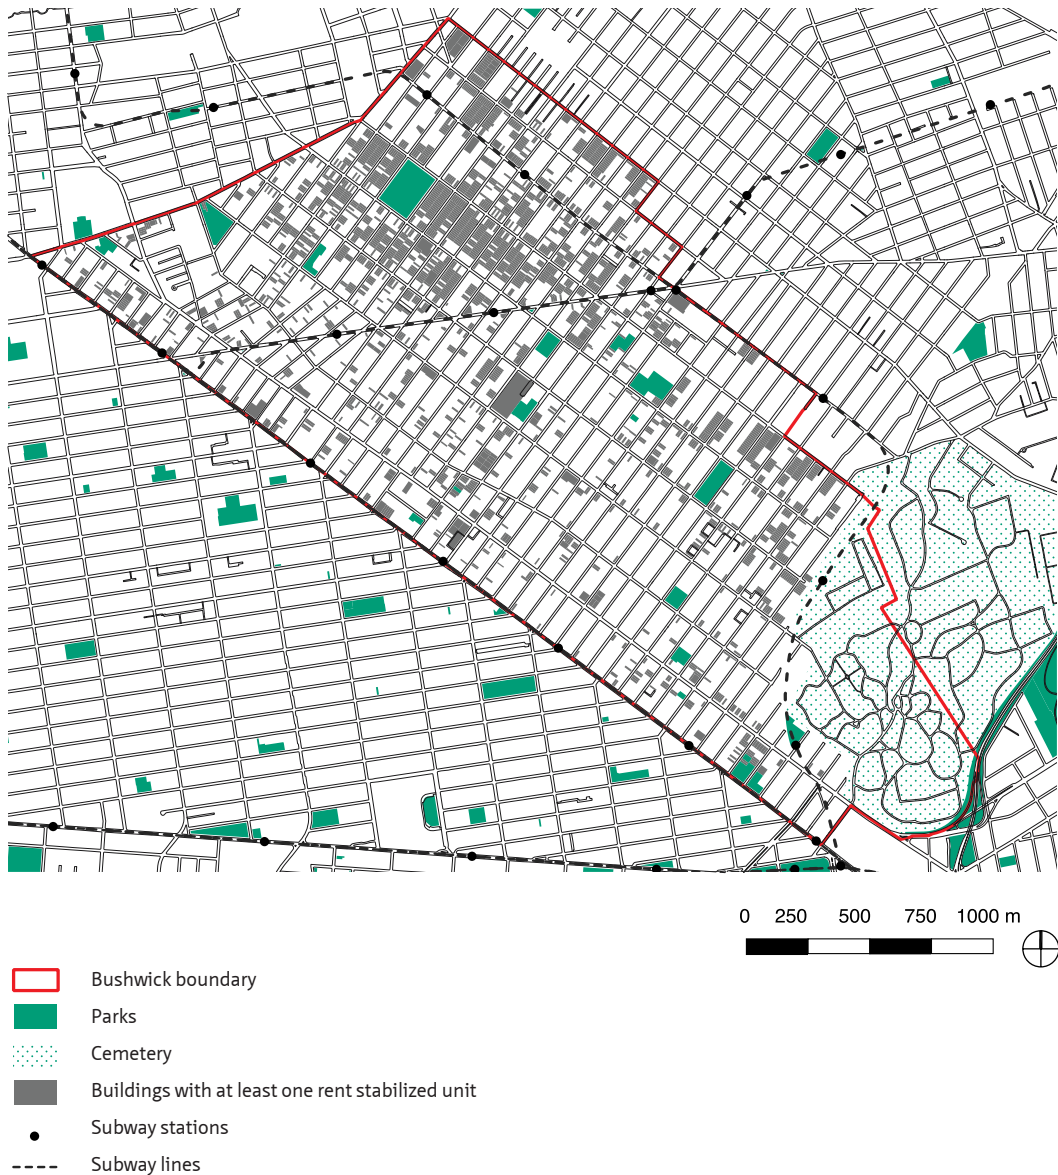 0 250 500 750 1000 m
Bushwick boundary
Parks
Cemetery
Buildings with at least one rent stabilized unit
Subway stations
Subway lines